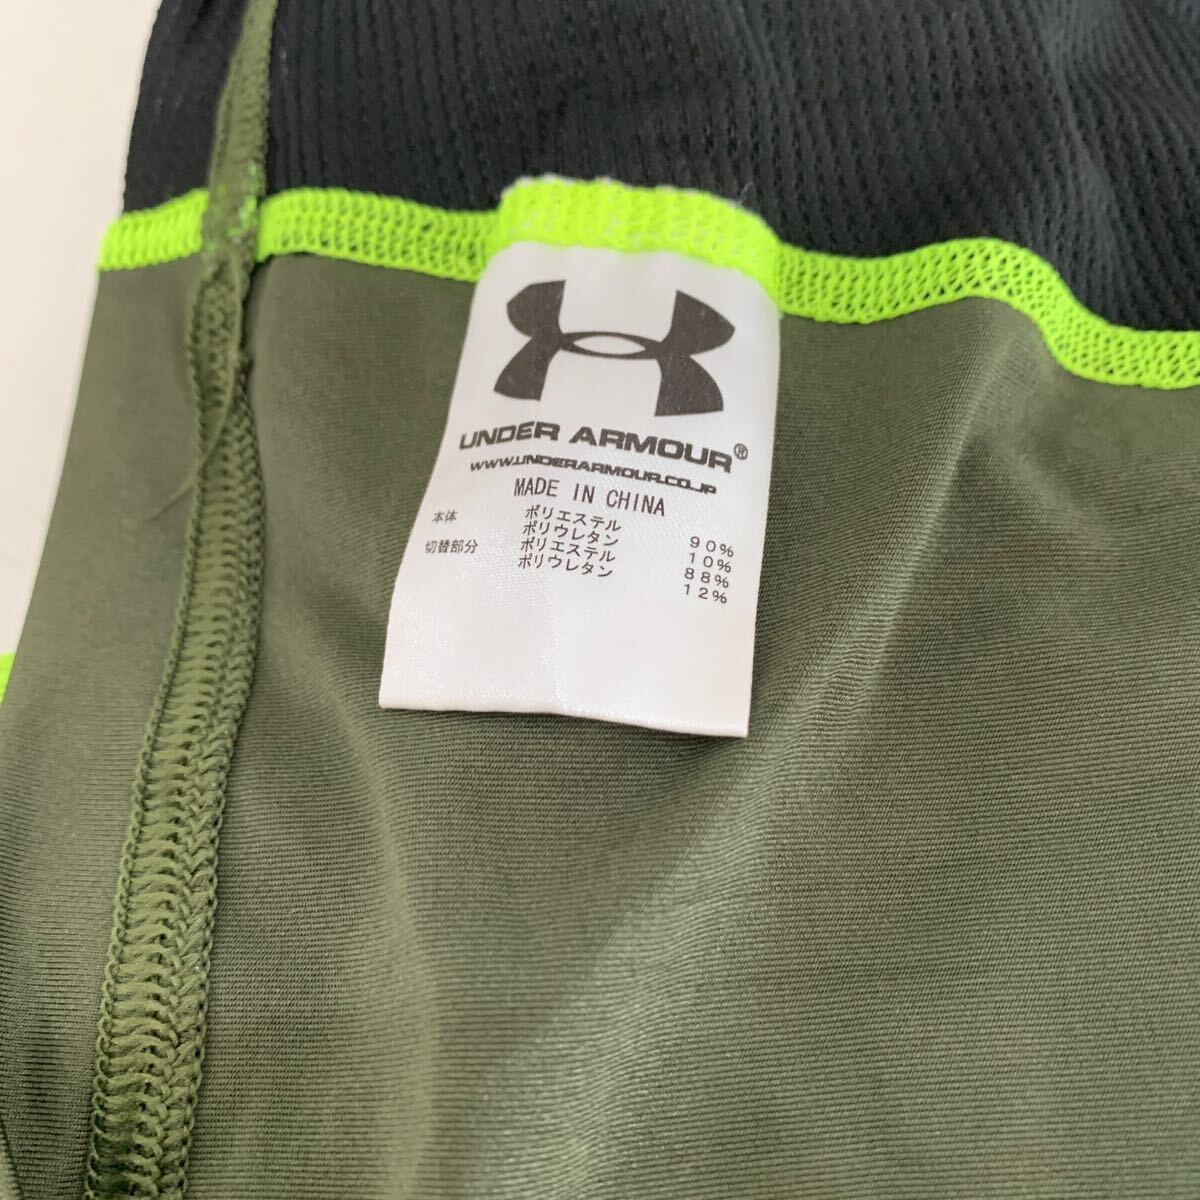 UNDER ARMOUR®
WWW.UNDERARMOUR.CO.JP
MADE IN CHINA
本体 ポリエステル 90%
ポリウレタン 10%
切替部分 ポリエステル 88%
ポリウレタン 12%